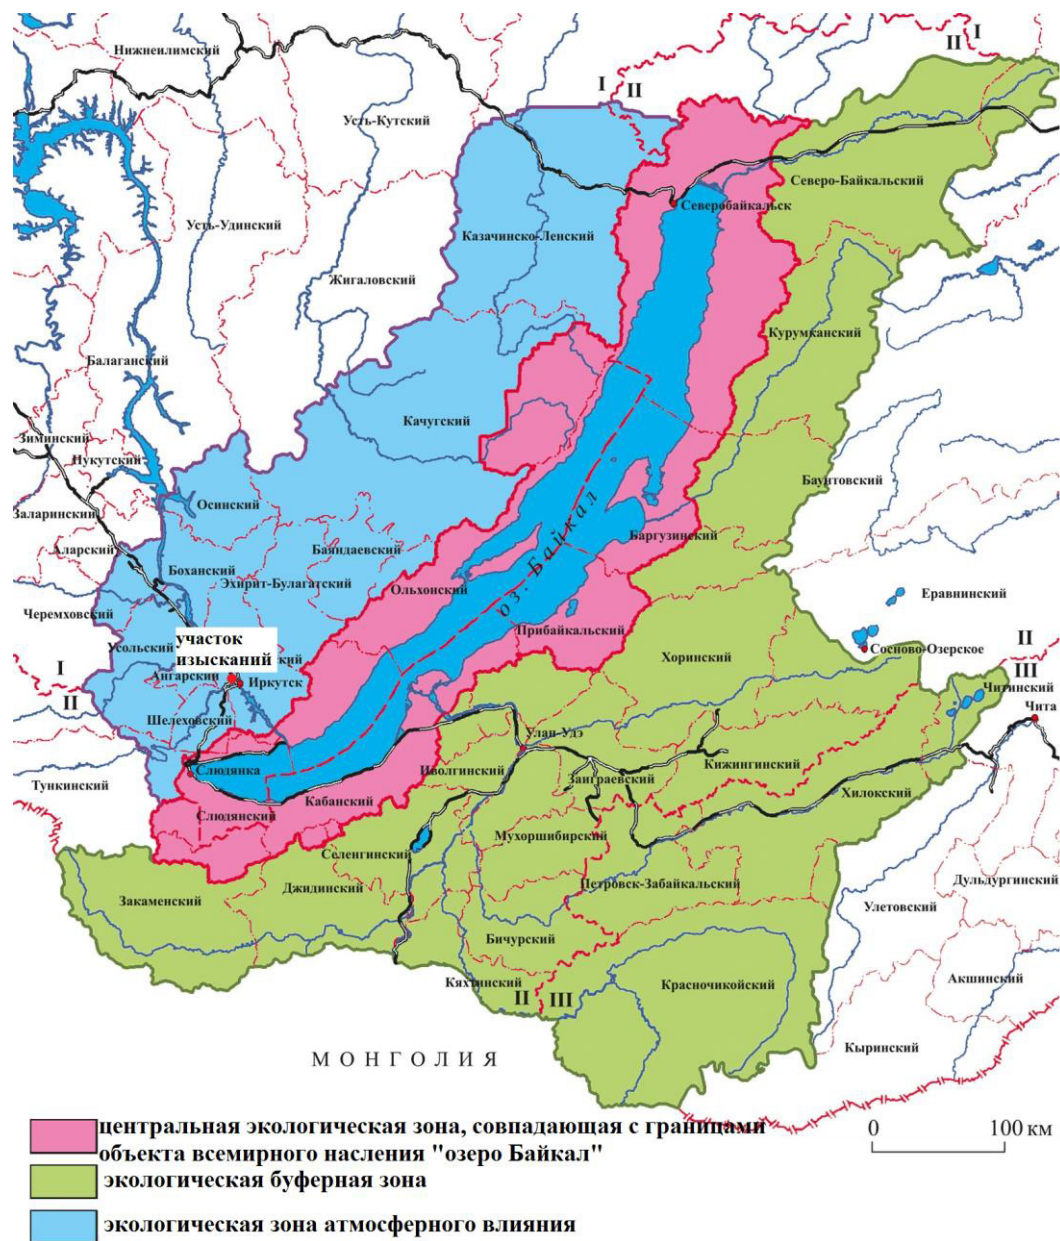 I
II
Нижнеилимский
I
II
Усть-Кутский
Северо-Байкальский
Северобайкальск
Усть-Удинский
Казачинско-Ленский
Жигаловский
Курумканский
Балаганский
Качугский
Зиминский
Нукутский
Баунтовский
Осинский
Заларинский
оз. Байкал
Баргузинский
Аларский
Баяндаевский
Боханский
Эхирит-Булагатский
Ольхонский
Еравнинский
Черемховский
Прибайкальский
участок
изысканий
Усольский
ский
Хоринский
Сосново-Озерское
II
I
III
Ангарский
Иркутск
Читинский
II
Чита
Шелеховский
Улан-Удэ
Слюдянка
Иволгинский
Заиграевский
Кижингинский
Тункинский
Кабанский
Хилокский
Слюдянский
Мухоршибирский
Селенгинский
Джидинский
Петровск-Забайкальский
Дульдургинский
Закаменский
Улетовский
Бичурский
Кяхтинский
Красночикойский
Акшинский
II
III
Кыринский
МОНГОЛИЯ
центральная экологическая зона, совпадающая с границами
объекта всемирного насления "озеро Байкал"
0
100 км
экологическая буферная зона
экологическая зона атмосферного влияния